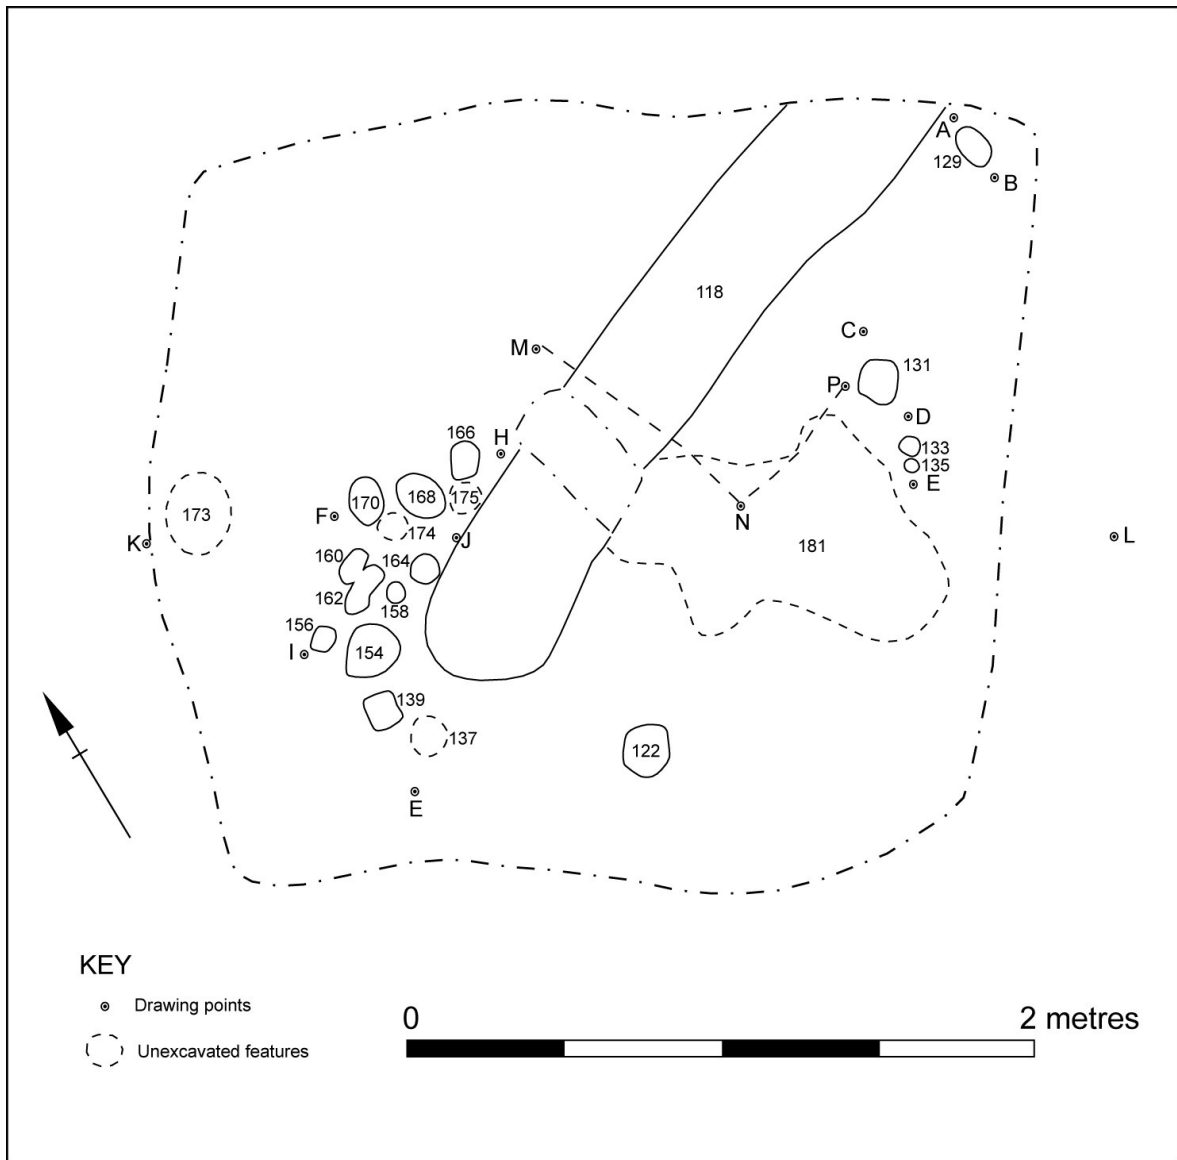 A
129
B
118
C
M
131
P
D
166
H
133
135
170
168
175
E
173
F
174
N
K
J
L
160
164
181
162
158
156
I
154
139
137
122
E
KEY
Drawing points
Unexcavated features
0
2 metres